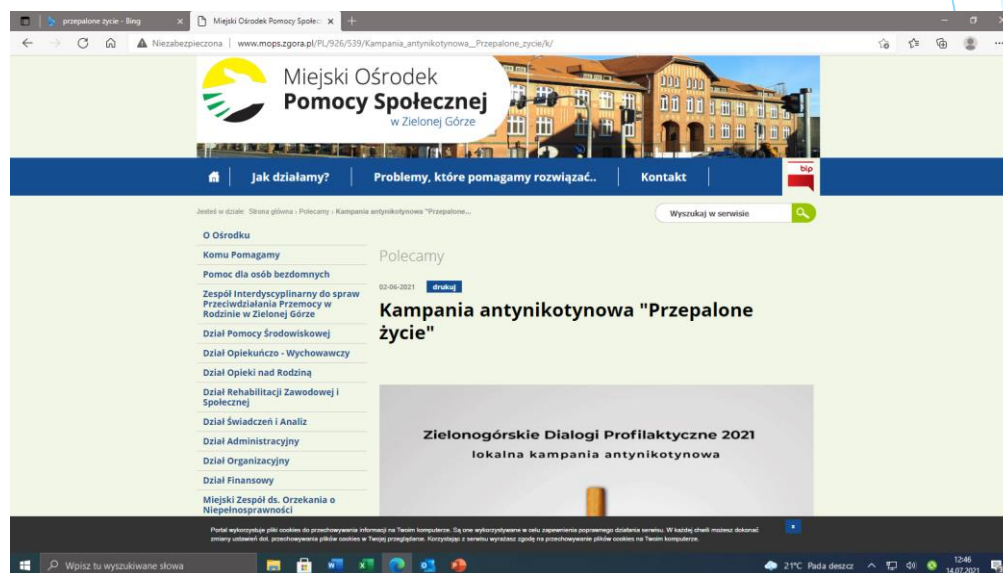 przepalone zycie - Bing
Miejski Ośrodek Pomocy Społecz
Niezabezpieczona
www.mops.zgora.pl/PL/926/539/Kampania_antynikotynowa__Przepalone_zycie/k/
Miejski Ośrodek
Pomocy Społecznej
w Zielonej Górze
bip
Jak działamy?
Problemy, które pomagamy rozwiązać..
Kontakt
Jesteś w dziale: Strona główna › Polecamy › Kampania antynikotynowa "Przepalone...
Wyszukaj w serwisie
O Ośrodku
Komu Pomagamy
Pomoc dla osób bezdomnych
Zespół Interdyscyplinarny do spraw
Przeciwdziałania Przemocy w
Rodzinie w Zielonej Górze
Dział Pomocy Środowiskowej
Dział Opiekuńczo - Wychowawczy
Dział Opieki nad Rodziną
Dział Rehabilitacji Zawodowej i
Społecznej
Dział Świadczeń i Analiz
Dział Administracyjny
Dział Organizacyjny
Dział Finansowy
Miejski Zespół ds. Orzekania o
Niepełnosprawności
Polecamy
02-06-2021 drukuj
Kampania antynikotynowa "Przepalone
życie"
Zielonogórskie Dialogi Profilaktyczne 2021
lokalna kampania antynikotynowa
Portal wykorzystuje pliki cookies do przechowywania informacji na Twoim komputerze. Są one wykorzystywane w celu zapewnienia poprawnego działania serwisu. W każdej chwili możesz dokonać
zmiany ustawień dot. przechowywania plików cookies w Twojej przeglądarce. Korzystając z serwisu wyrażasz zgodę na przechowywanie plików cookies na Twoim komputerze.
x
Wpisz tu wyszukiwane słowa
21°C Pada deszcz
12:46
14.07.2021